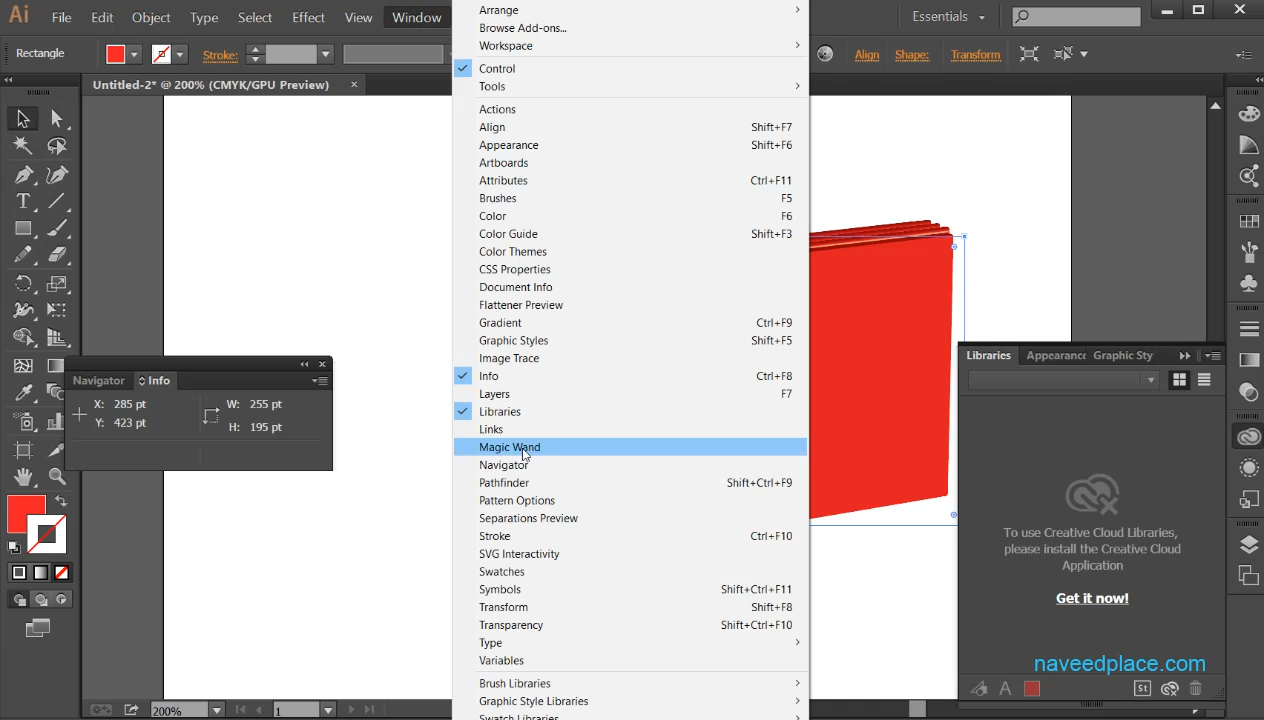 Ai File Edit Object Type Select Effect View Window Essentials
Rectangle Stroke: Align Shape: Transform
Untitled-2* @ 200% (CMYK/GPU Preview) ×
Arrange
Browse Add-ons...
Workspace
Control
Tools
Actions
Align Shift+F7
Appearance Shift+F6
Artboards
Attributes Ctrl+F11
Brushes F5
Color F6
Color Guide Shift+F3
Color Themes
CSS Properties
Document Info
Flattener Preview
Gradient Ctrl+F9
Graphic Styles Shift+F5
Image Trace
Info Ctrl+F8
Layers F7
Libraries
Links
Magic Wand
Navigator
Pathfinder Shift+Ctrl+F9
Pattern Options
Separations Preview
Stroke Ctrl+F10
SVG Interactivity
Swatches
Symbols Shift+Ctrl+F11
Transform Shift+F8
Transparency Shift+Ctrl+F10
Type
Variables
Brush Libraries
Graphic Style Libraries
Swatch Libraries
Navigator Info
X: 285 pt W: 255 pt
Y: 423 pt H: 195 pt
Libraries Appearance Graphic Sty
To use Creative Cloud Libraries,
please install the Creative Cloud
Application
Get it now!
naveedplace.com
St
200% 1